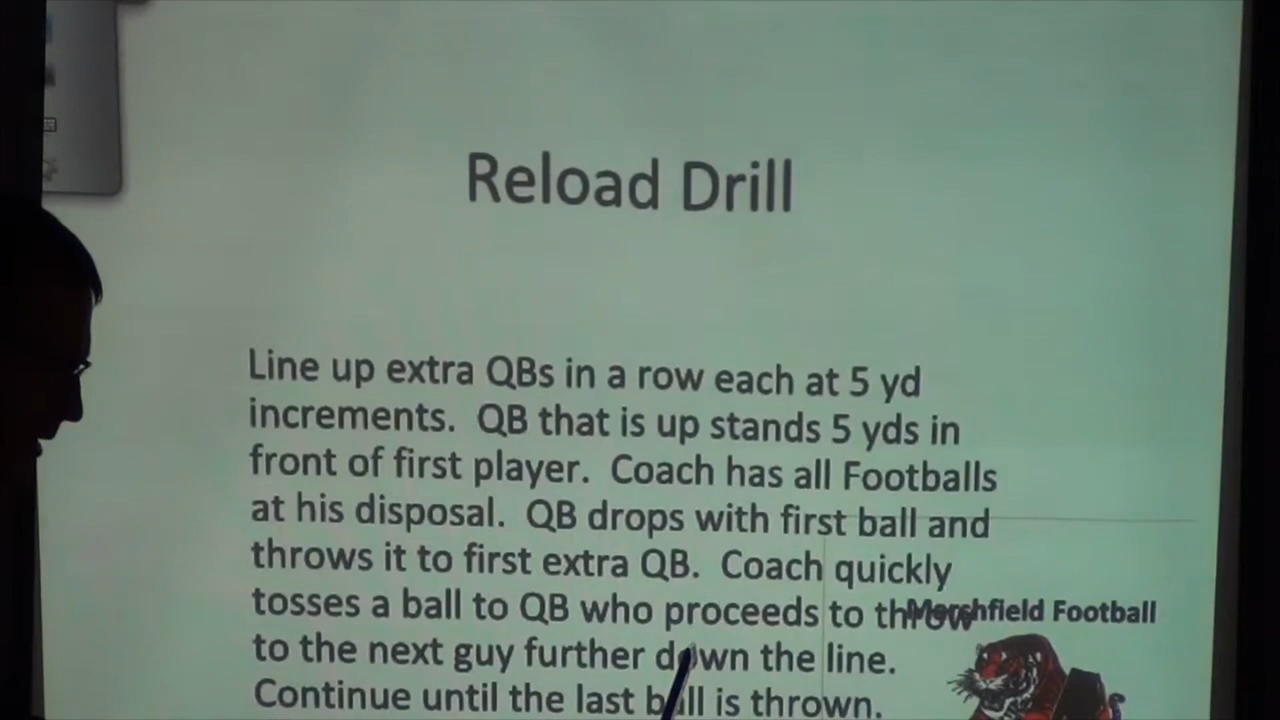 Reload Drill
Line up extra QBs in a row each at 5 yd
increments. QB that is up stands 5 yds in
front of first player. Coach has all Footballs
at his disposal. QB drops with first ball and
throws it to first extra QB. Coach quickly
tosses a ball to QB who proceeds to throw
Marshfield Football
to the next guy further down the line.
Continue until the last ball is thrown.